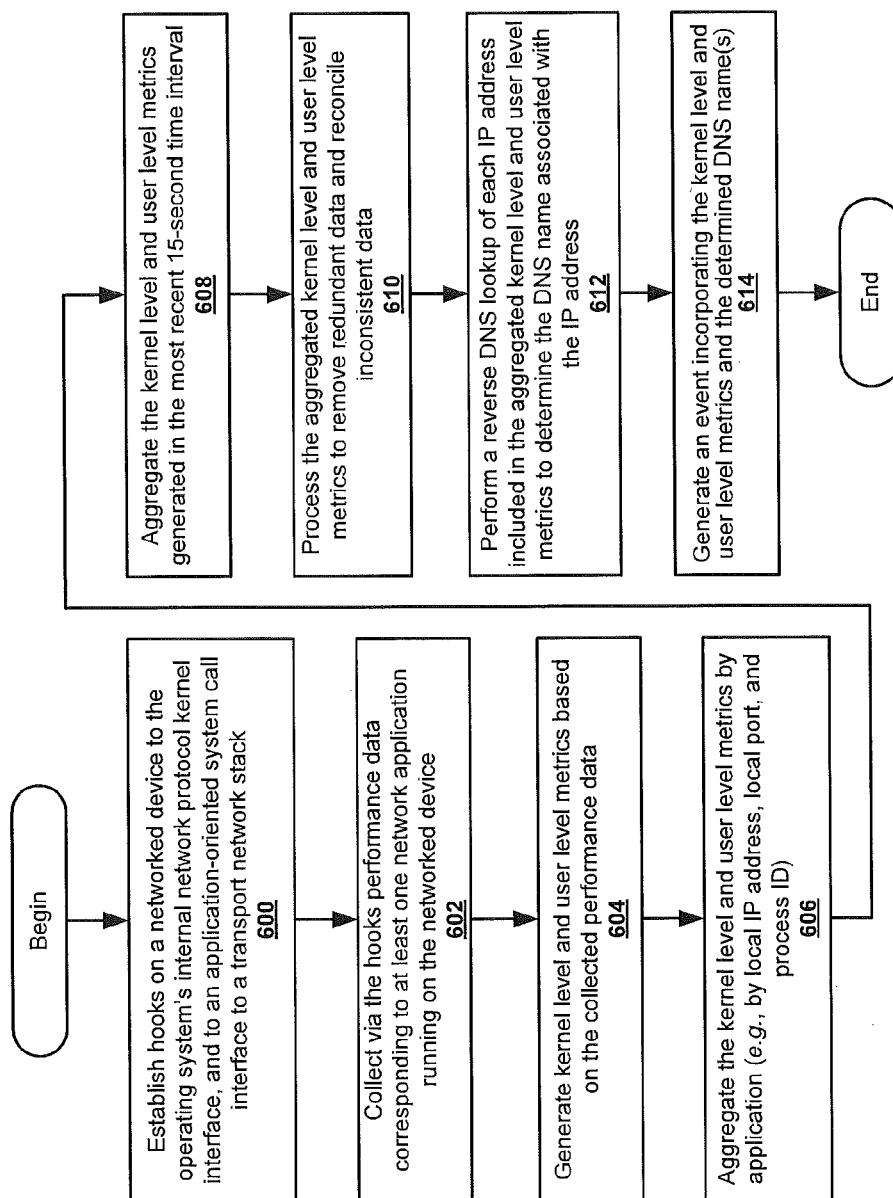 Begin
Establish hooks on a networked device to the
operating system's internal network protocol kernel
interface, and to an application-oriented system call
interface to a transport network stack
600
Collect via the hooks performance data
corresponding to at least one network application
running on the networked device
602
Generate kernel level and user level metrics based
on the collected performance data
604
Aggregate the kernel level and user level metrics by
application (e.g., by local IP address, local port, and
process ID)
606
Aggregate the kernel level and user level metrics
generated in the most recent 15-second time interval
608
Process the aggregated kernel level and user level
metrics to remove redundant data and reconcile
inconsistent data
610
Perform a reverse DNS lookup of each IP address
included in the aggregated kernel level and user level
metrics to determine the DNS name associated with
the IP address
612
Generate an event incorporating the kernel level and
user level metrics and the determined DNS name(s)
614
End